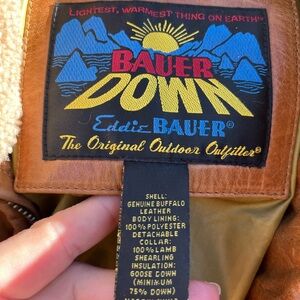 LIGHTEST, WARMEST THING ON EARTH™
BAUER
DOWN
Eddie BAUER®
The Original Outdoor Outfitter®
SHELL:
GENUINE BUFFALO
LEATHER
BODY LINING:
100% POLYESTER
DETACHABLE
COLLAR:
100% LAMB
SHEARLING
INSULATION:
GOOSE DOWN
(MINIMUM
75% DOWN)